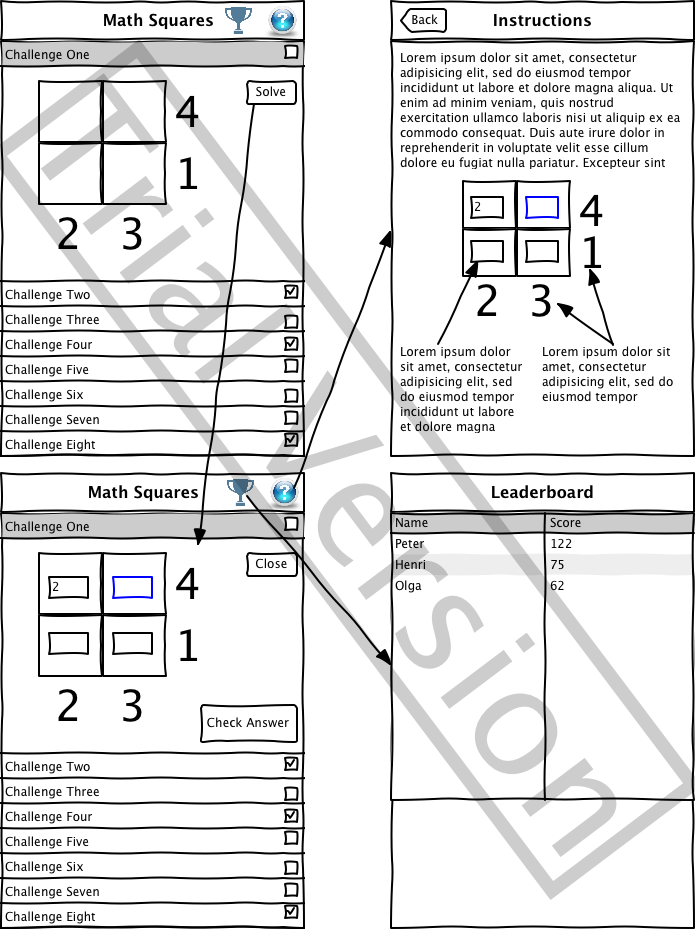 Math Squares
Challenge One
Solve
4
1
2 3
Challenge Two
Challenge Three
Challenge Four
Challenge Five
Challenge Six
Challenge Seven
Challenge Eight
Back
Instructions
Lorem ipsum dolor sit amet, consectetur
adipisicing elit, sed do eiusmod tempor
incididunt ut labore et dolore magna aliqua. Ut
enim ad minim veniam, quis nostrud
exercitation ullamco laboris nisi ut aliquip ex ea
commodo consequat. Duis aute irure dolor in
reprehenderit in voluptate velit esse cillum
dolore eu fugiat nulla pariatur. Excepteur sint
2
4
1
2 3
Lorem ipsum dolor
sit amet, consectetur
adipisicing elit, sed
do eiusmod tempor
incididunt ut labore
et dolore magna
Lorem ipsum dolor sit
amet, consectetur
adipisicing elit, sed do
eiusmod tempor
Math Squares
Challenge One
Close
2
4
1
2 3
Check Answer
Challenge Two
Challenge Three
Challenge Four
Challenge Five
Challenge Six
Challenge Seven
Challenge Eight
Leaderboard
Name Score
Peter 122
Henri 75
Olga 62
Trial Version